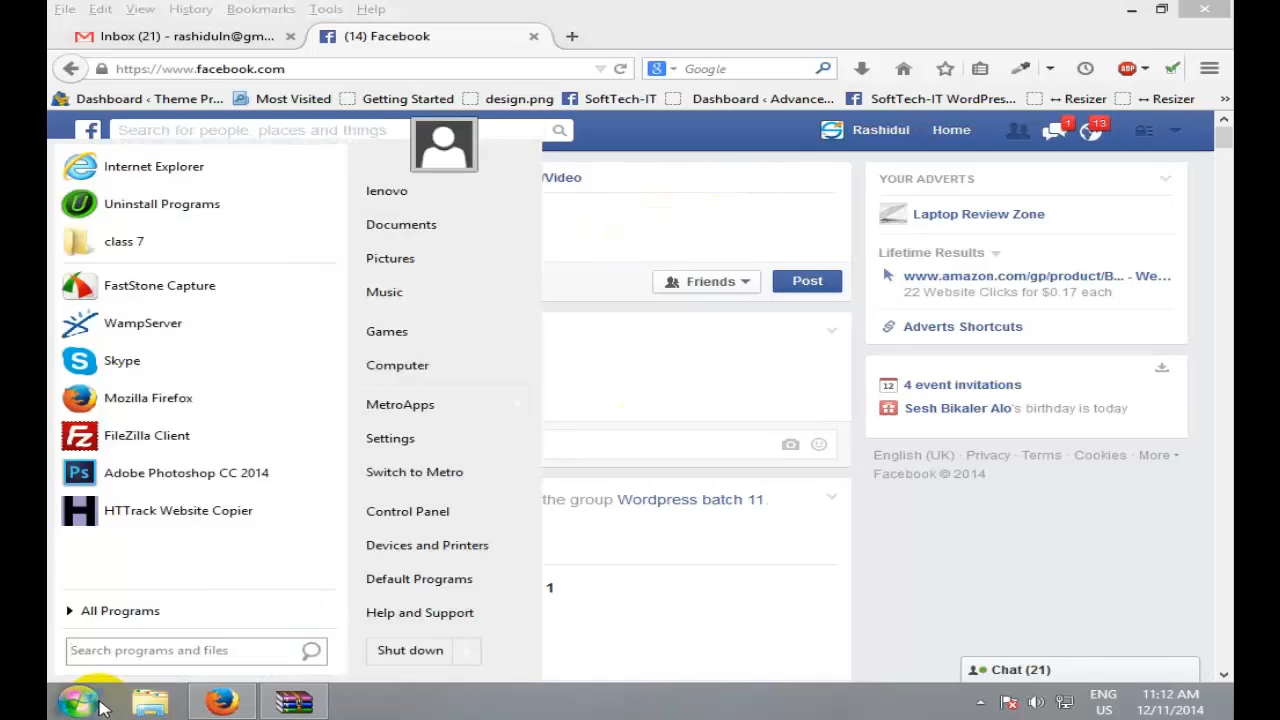 File Edit View History Bookmarks Tools Help
Inbox (21) - rashiduln@gm...
(14) Facebook
https://www.facebook.com
Google
Dashboard ‹ Theme Pr... Most Visited Getting Started design.png SoftTech-IT Dashboard ‹ Advance... SoftTech-IT WordPres... ↔ Resizer ↔ Resizer »
Search for people, places and things
Rashidul Home 1 13
Internet Explorer
Uninstall Programs
class 7
FastStone Capture
WampServer
Skype
Mozilla Firefox
FileZilla Client
Adobe Photoshop CC 2014
HTTrack Website Copier
All Programs
Search programs and files
lenovo
Documents
Pictures
Music
Games
Computer
MetroApps
Settings
Switch to Metro
Control Panel
Devices and Printers
Default Programs
Help and Support
Shut down
/Video
Friends Post
the group Wordpress batch 11.
1
YOUR ADVERTS
Laptop Review Zone
Lifetime Results
www.amazon.com/gp/product/B... - We...
22 Website Clicks for $0.17 each
Adverts Shortcuts
12 4 event invitations
Sesh Bikaler Alo's birthday is today
English (UK) · Privacy · Terms · Cookies · More
Facebook © 2014
Chat (21)
ENG
US
11:12 AM
12/11/2014